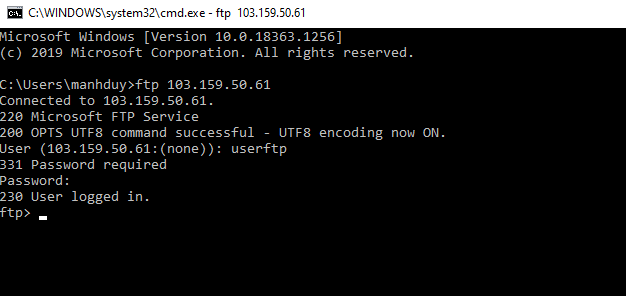 C:\WINDOWS\system32\cmd.exe - ftp 103.159.50.61
Microsoft Windows [Version 10.0.18363.1256]
(c) 2019 Microsoft Corporation. All rights reserved.
C:\Users\manhduy>ftp 103.159.50.61
Connected to 103.159.50.61.
220 Microsoft FTP Service
200 OPTS UTF8 command successful - UTF8 encoding now ON.
User (103.159.50.61:(none)): userftp
331 Password required
Password:
230 User logged in.
ftp>